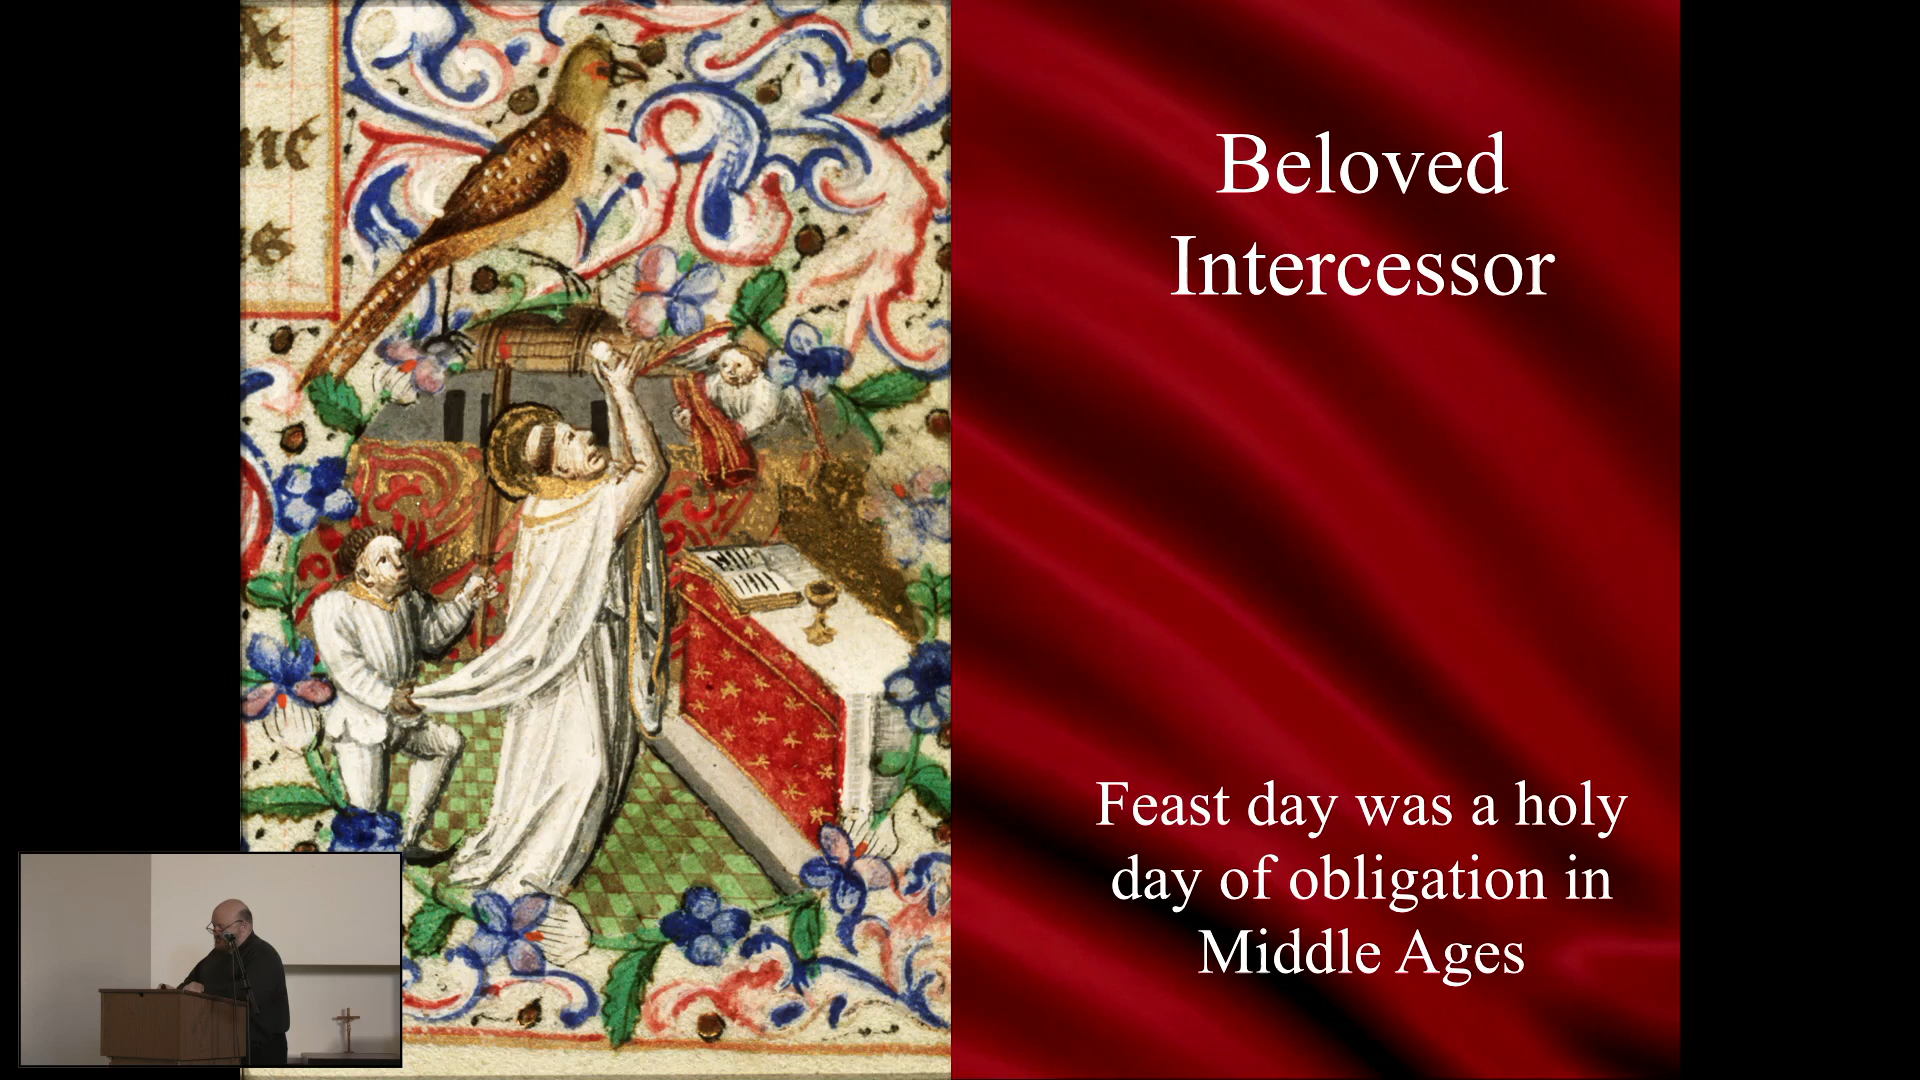 Beloved
Intercessor
Feast day was a holy
day of obligation in
Middle Ages